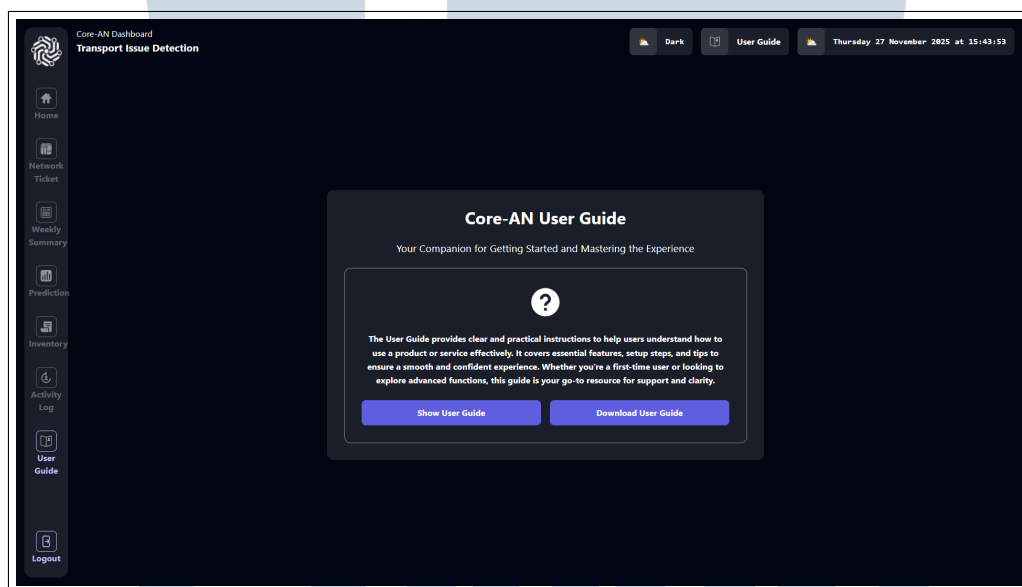 Core-AN Dashboard
Transport Issue Detection
Dark
User Guide
Thursday 27 November 2025 at 15:43:53
Home
Network
Ticket
Weekly
Summary
Prediction
Inventory
Activity
Log
User
Guide
Logout
Core-AN User Guide
Your Companion for Getting Started and Mastering the Experience
?
The User Guide provides clear and practical instructions to help users understand how to
use a product or service effectively. It covers essential features, setup steps, and tips to
ensure a smooth and confident experience. Whether you're a first-time user or looking to
explore advanced functions, this guide is your go-to resource for support and clarity.
Show User Guide
Download User Guide